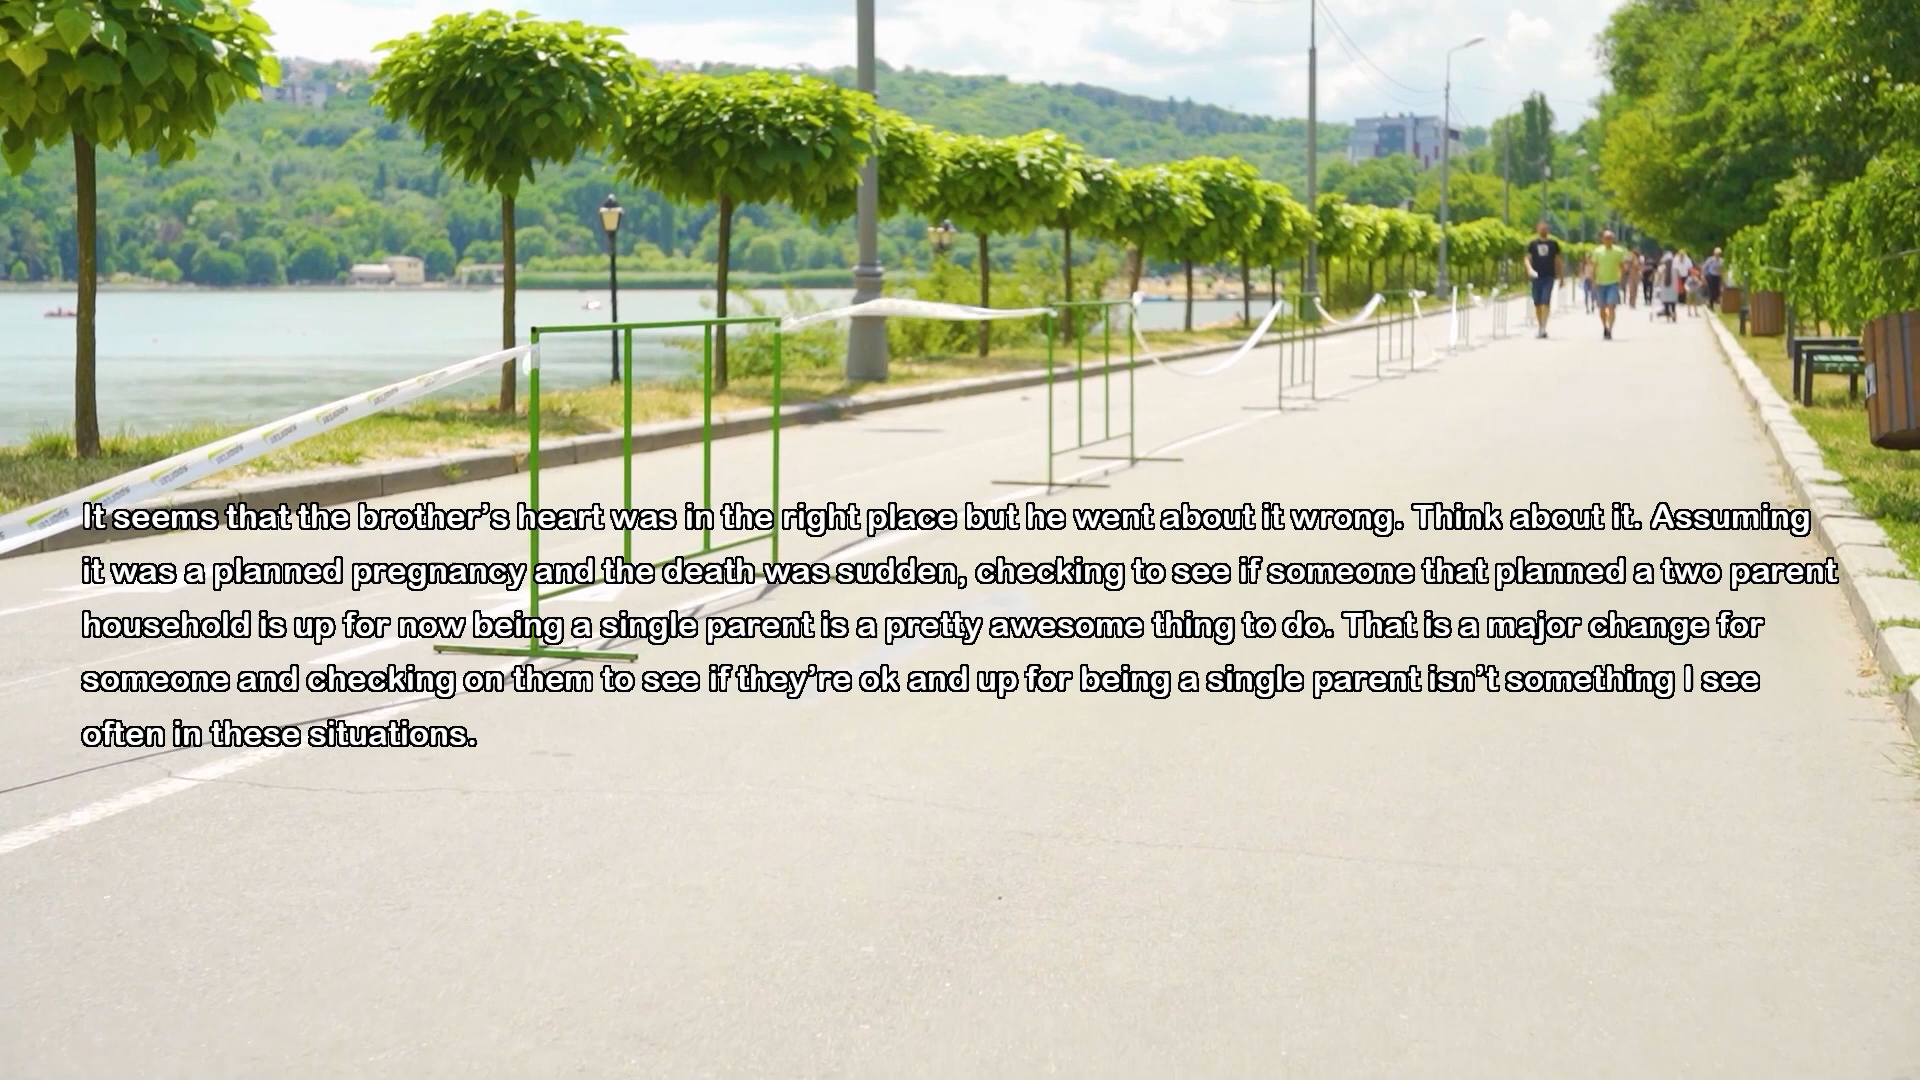 It seems that the brother’s heart was in the right place but he went about it wrong. Think about it. Assuming
it was a planned pregnancy and the death was sudden, checking to see if someone that planned a two parent
household is up for now being a single parent is a pretty awesome thing to do. That is a major change for
someone and checking on them to see if they’re ok and up for being a single parent isn’t something I see
often in these situations.